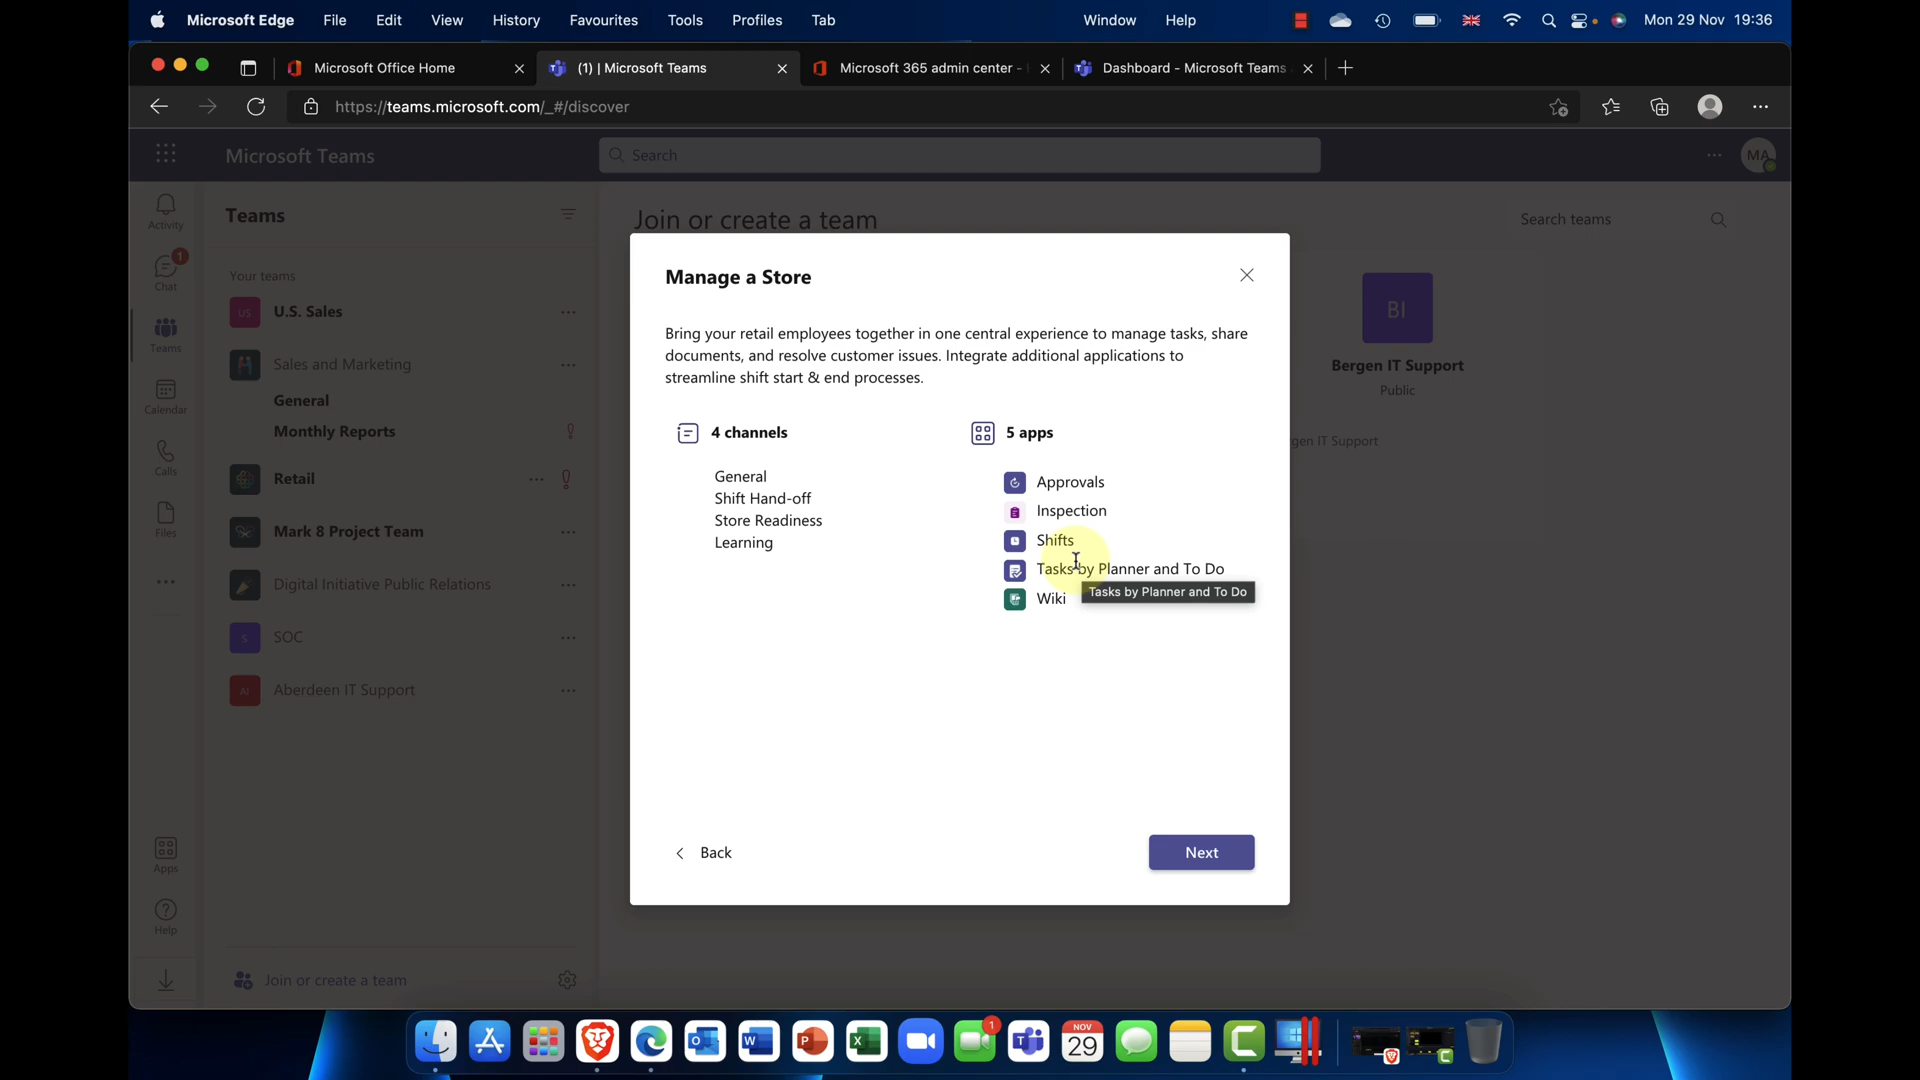 Microsoft Edge File Edit View History Favourites Tools Profiles Tab Window Help Mon 29 Nov 19:36
Microsoft Office Home (1) | Microsoft Teams Microsoft 365 admin center - Dashboard - Microsoft Teams
https://teams.microsoft.com/_#/discover
Microsoft Teams
Search
MA
Activity
Chat
1
Teams
Calendar
Calls
Files
Apps
Help
Teams
Your teams
US U.S. Sales
Sales and Marketing
General
Monthly Reports
Retail
Mark 8 Project Team
Digital Initiative Public Relations
S SOC
AI Aberdeen IT Support
Join or create a team
Join or create a team
Search teams
BI
Bergen IT Support
Public
rgen IT Support
Manage a Store
Bring your retail employees together in one central experience to manage tasks, share
documents, and resolve customer issues. Integrate additional applications to
streamline shift start & end processes.
4 channels
General
Shift Hand-off
Store Readiness
Learning
5 apps
Approvals
Inspection
Shifts
Tasks by Planner and To Do
Tasks by Planner and To Do
Wiki
Back
Next
1
NOV
29